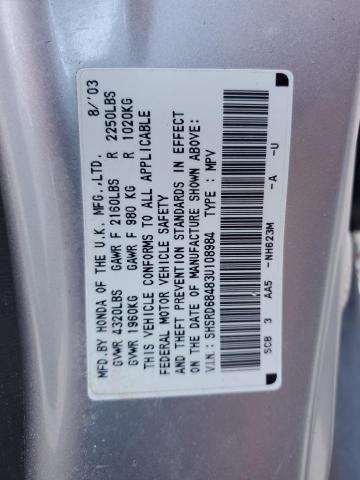 MFD.BY HONDA OF THE U.K. MFG.,LTD. 8/'03
GVWR 4320LBS GAWR F 2160LBS R 2250LBS
GVWR 1960KG GAWR F 980 KG R 1020KG
THIS VEHICLE CONFORMS TO ALL APPLICABLE
FEDERAL MOTOR VEHICLE SAFETY
AND THEFT PREVENTION STANDARDS IN EFFECT
ON THE DATE OF MANUFACTURE SHOWN ABOVE.
V.I.N.: SHSRD68483U108984 TYPE: MPV
SCB 3 AA5 -NH623M -A -U